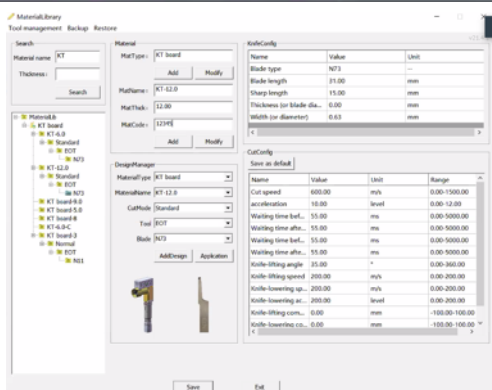 MaterialLibrary
Tool management Backup Restore
Search
Material name KT
Thickness:
Search
MaterialLib
KT board
KT-6.0
Standard
EOT
N73
KT-12.0
Standard
EOT
N73
KT board-9.0
KT board-5.0
KT board-8
KT-6.0-C
KT board-3
Normal
EOT
Material
MatType: KT board
Add Modify
MatName: KT-12.0
MatThck: 12.00
MatCode: 12345
Add Modify
DesignManager
MaterialType KT board
MaterialName KT-12.0
CutMode Standard
Tool EOT
Blade N73
AddDesign Application
KnifeConfig
Name Value Unit
Blade type N73 --
Blade length 31.00 mm
Sharp length 15.00 mm
Thickness (or blade dia... 0.00 mm
Width (or diameter) 0.63 mm
CutConfig
Save as default
Name Value Unit Range
Cut speed 600.00 m/s 0.00-1500.00
acceleration 10.00 level 0.00-12.00
Waiting time bef... 55.00 ms 0.00-5000.00
Waiting time afte... 55.00 ms 0.00-5000.00
Waiting time bef... 55.00 ms 0.00-5000.00
Waiting time afte... 55.00 ms 0.00-5000.00
Knife-lifting angle 35.00 ° 0.00-360.00
Knife-lifting speed 200.00 m/s 0.00-200.00
Knife-lowering sp... 200.00 m/s 0.00-200.00
Knife-lowering ac... 200.00 level 0.00-200.00
Knife-lifting com... 0.00 mm -100.00-100.00
Knife-lowering co... 0.00 mm -100.00-100.00
Save Exit